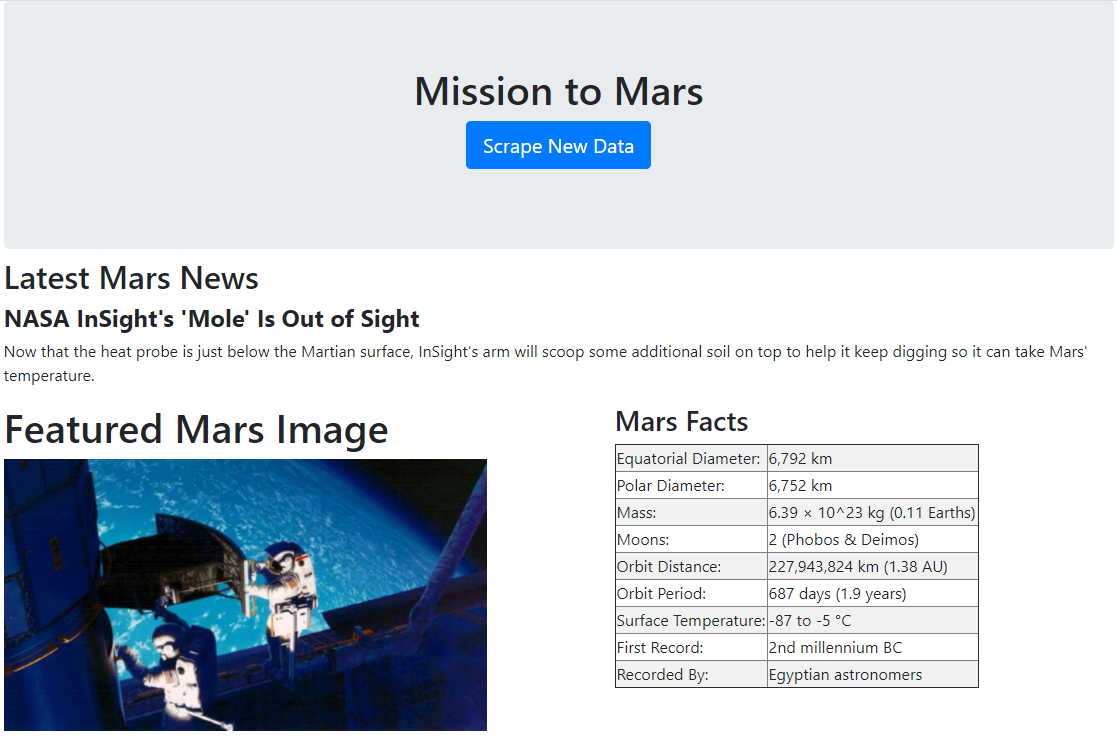 Mission to Mars
Scrape New Data
Latest Mars News
NASA InSight's 'Mole' Is Out of Sight
Now that the heat probe is just below the Martian surface, InSight's arm will scoop some additional soil on top to help it keep digging so it can take Mars'
temperature.
Featured Mars Image
Mars Facts
Equatorial Diameter: 6,792 km
Polar Diameter: 6,752 km
Mass: 6.39 × 10^23 kg (0.11 Earths)
Moons: 2 (Phobos & Deimos)
Orbit Distance: 227,943,824 km (1.38 AU)
Orbit Period: 687 days (1.9 years)
Surface Temperature: -87 to -5 °C
First Record: 2nd millennium BC
Recorded By: Egyptian astronomers